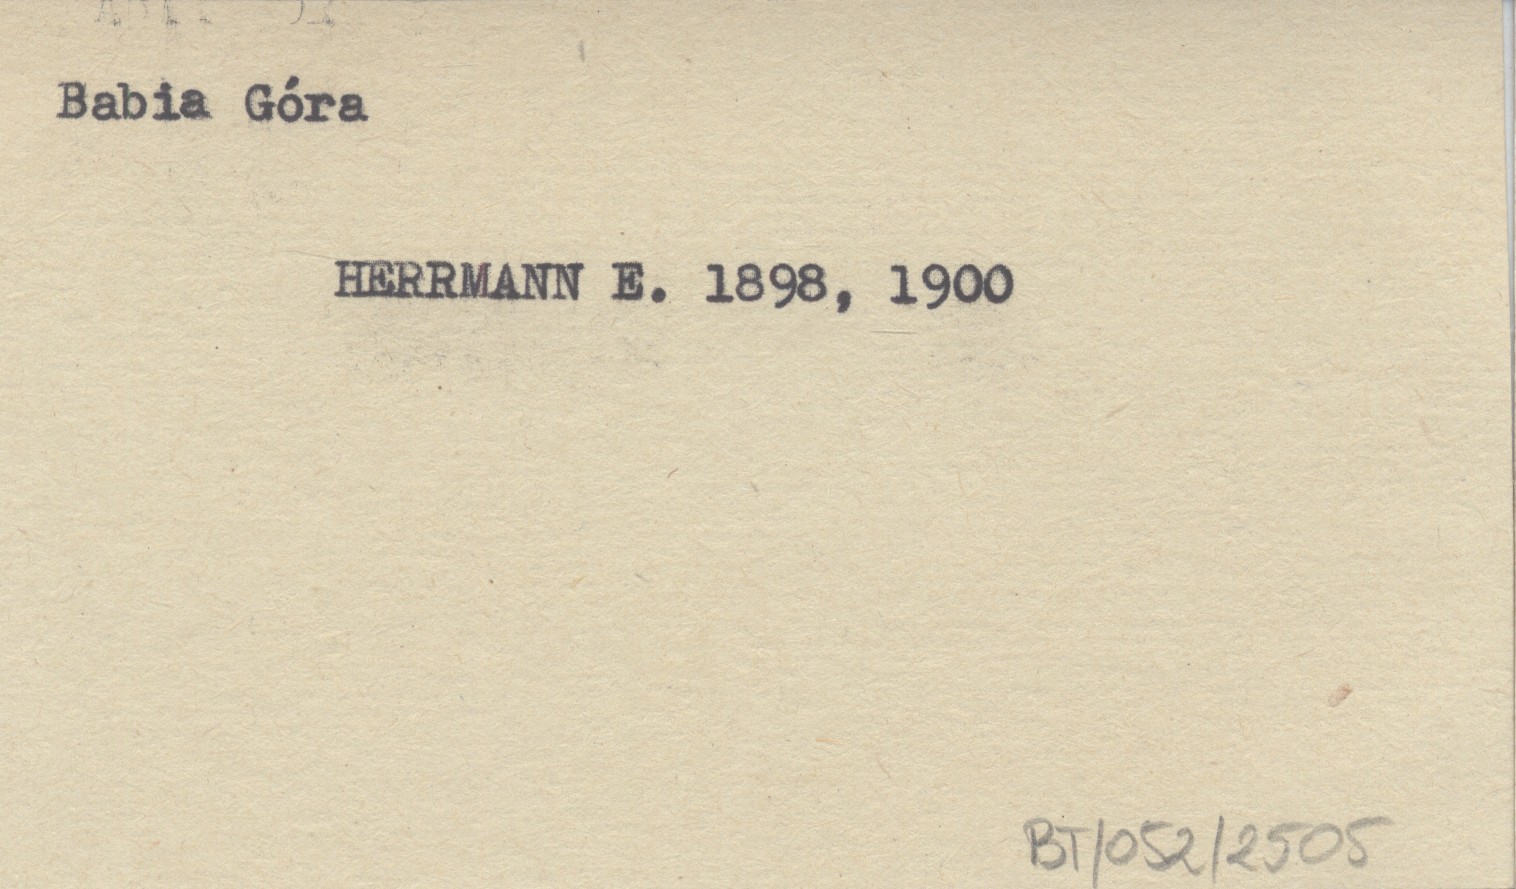 Babia Góra
HERRMANN E. 1898, 1900
BT/052/2505